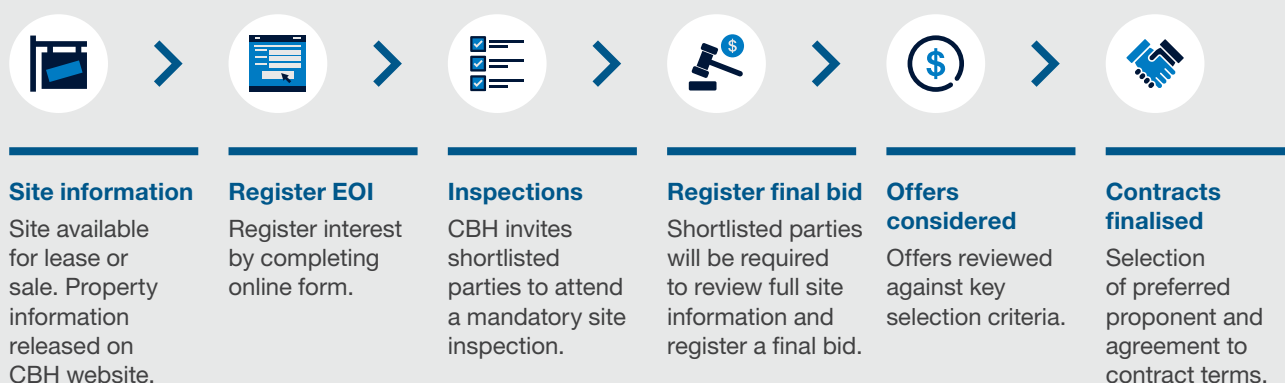 Site information
Site available
for lease or
sale. Property
information
released on
CBH website.
Register EOI
Register interest
by completing
online form.
Inspections
CBH invites
shortlisted
parties to attend
a mandatory site
inspection.
$
Register final bid
Shortlisted parties
will be required
to review full site
information and
register a final bid.
$
Offers
considered
Offers reviewed
against key
selection criteria.
Contracts
finalised
Selection
of preferred
proponent and
agreement to
contract terms.